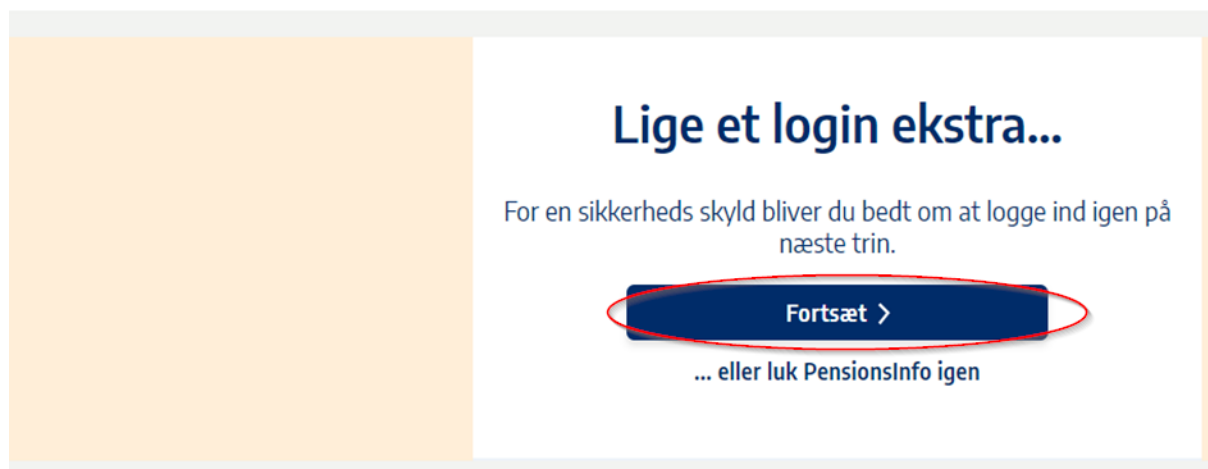 Lige et login ekstra...
For en sikkerheds skyld bliver du bedt om at logge ind igen på
næste trin.
Fortsæt >
... eller luk PensionsInfo igen